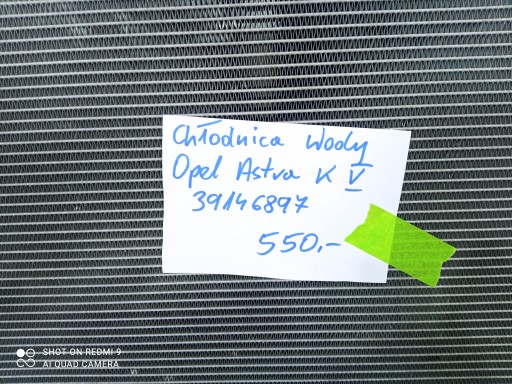 Chłodnica Wody
Opel Astra K V
39146897
550,-
SHOT ON REDMI 9
AI QUAD CAMERA